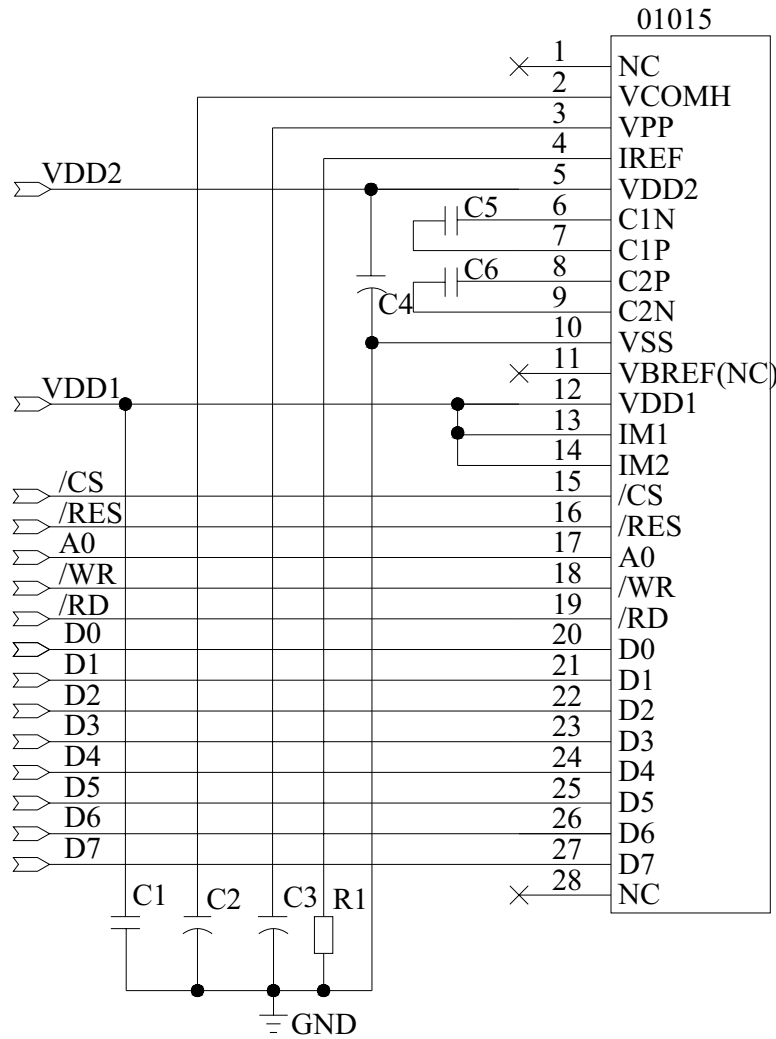 01015
1 NC
2 VCOMH
3 VPP
4 IREF
VDD2 5 VDD2
C5 6 C1N
7 C1P
C6 8 C2P
C4 9 C2N
10 VSS
11 VBREF(NC)
VDD1 12 VDD1
13 IM1
14 IM2
/CS 15 /CS
/RES 16 /RES
A0 17 A0
/WR 18 /WR
/RD 19 /RD
D0 20 D0
D1 21 D1
D2 22 D2
D3 23 D3
D4 24 D4
D5 25 D5
D6 26 D6
D7 27 D7
28 NC
C1 C2 C3 R1
GND